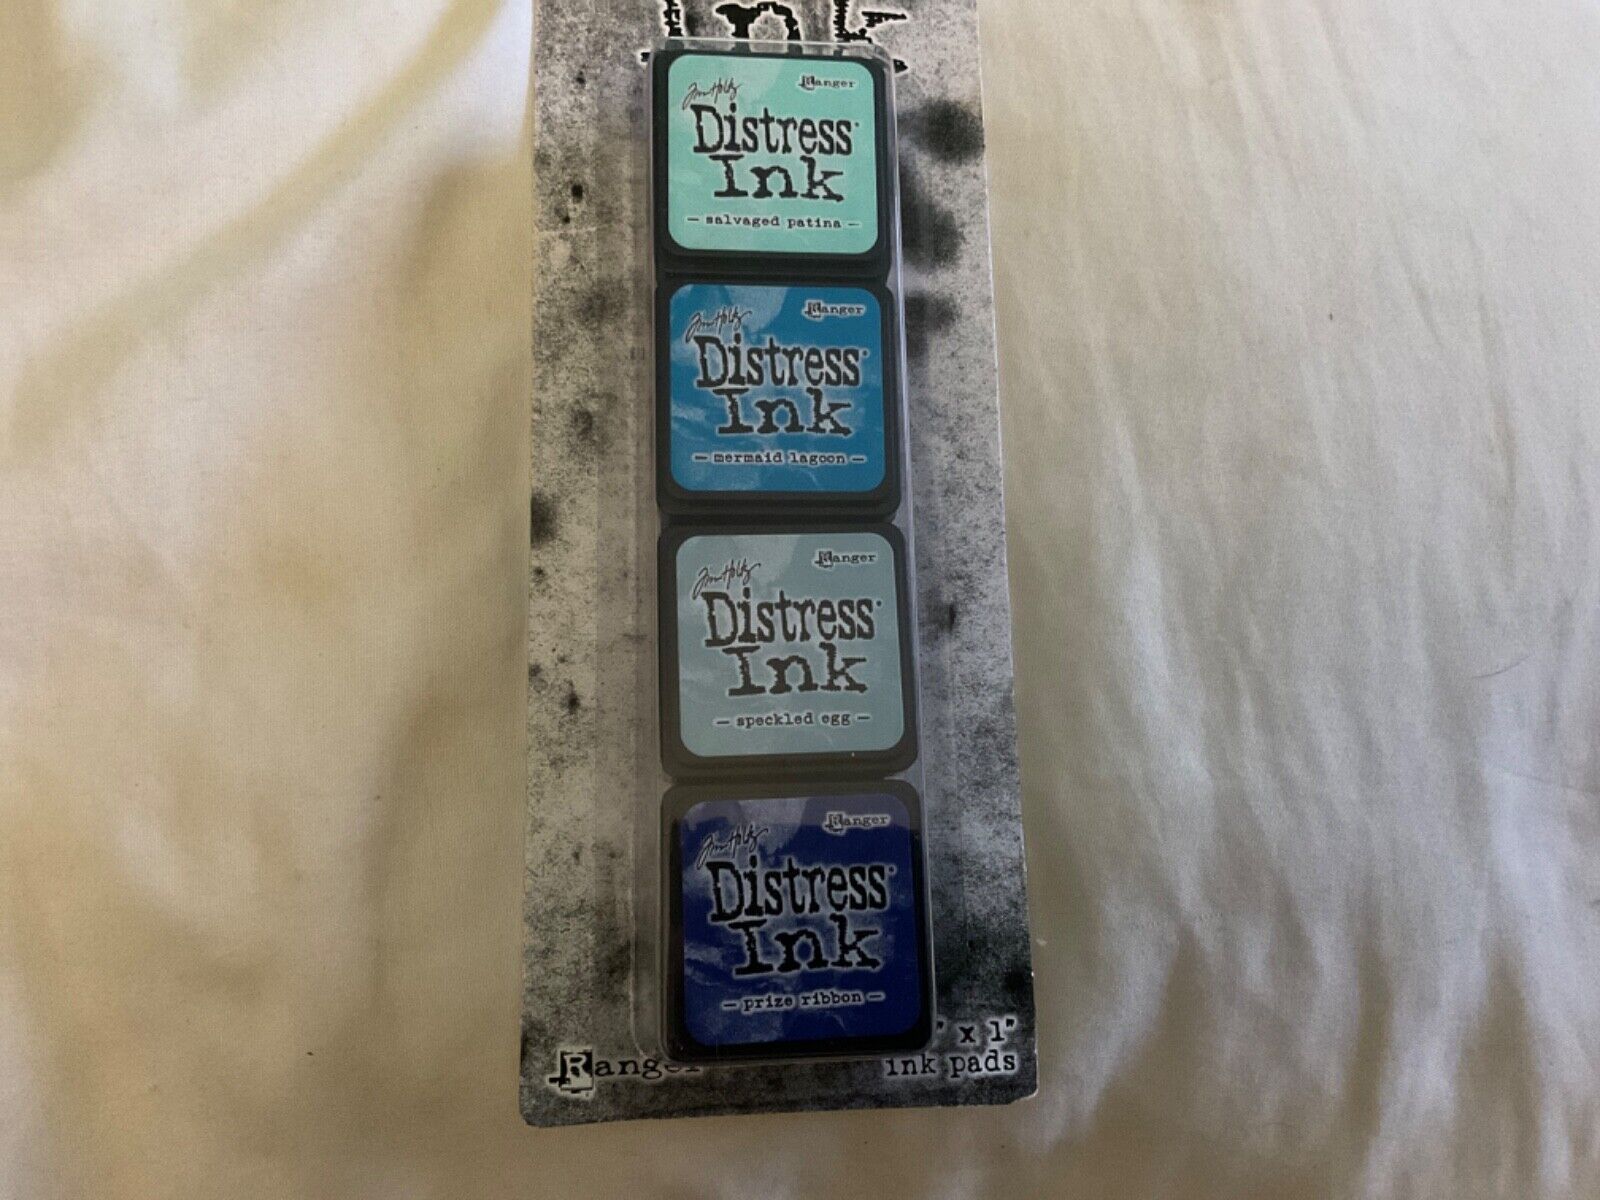 Ink
Tim Holtz Ranger
Distress
Ink
— salvaged patina —
Tim Holtz Ranger
Distress
Ink
— mermaid lagoon —
Tim Holtz Ranger
Distress
Ink
— speckled egg —
Tim Holtz Ranger
Distress
Ink
— prize ribbon —
" x 1"
Ranger ink pads